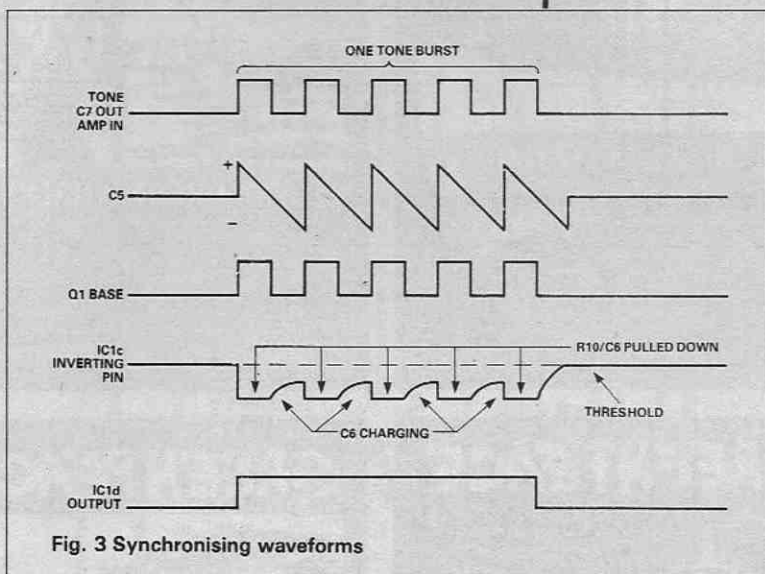 ONE TONE BURST
TONE
C7 OUT
AMP IN
+
C5
–
Q1 BASE
IC1c
INVERTING
PIN
R10/C6 PULLED DOWN
THRESHOLD
C6 CHARGING
IC1d
OUTPUT
Fig. 3 Synchronising waveforms